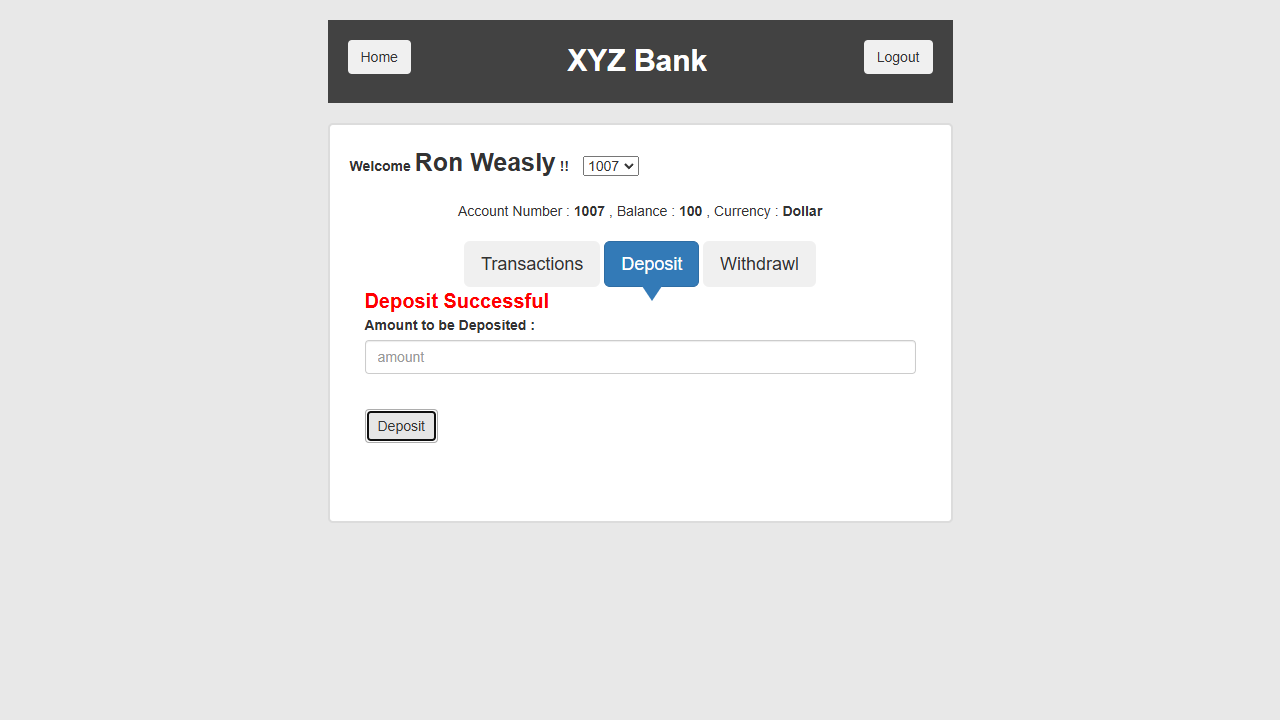 Home
XYZ Bank
Logout
Welcome Ron Weasly !! 1007
Account Number : 1007 , Balance : 100 , Currency : Dollar
Transactions Deposit Withdrawl
Deposit Successful
Amount to be Deposited :
amount
Deposit